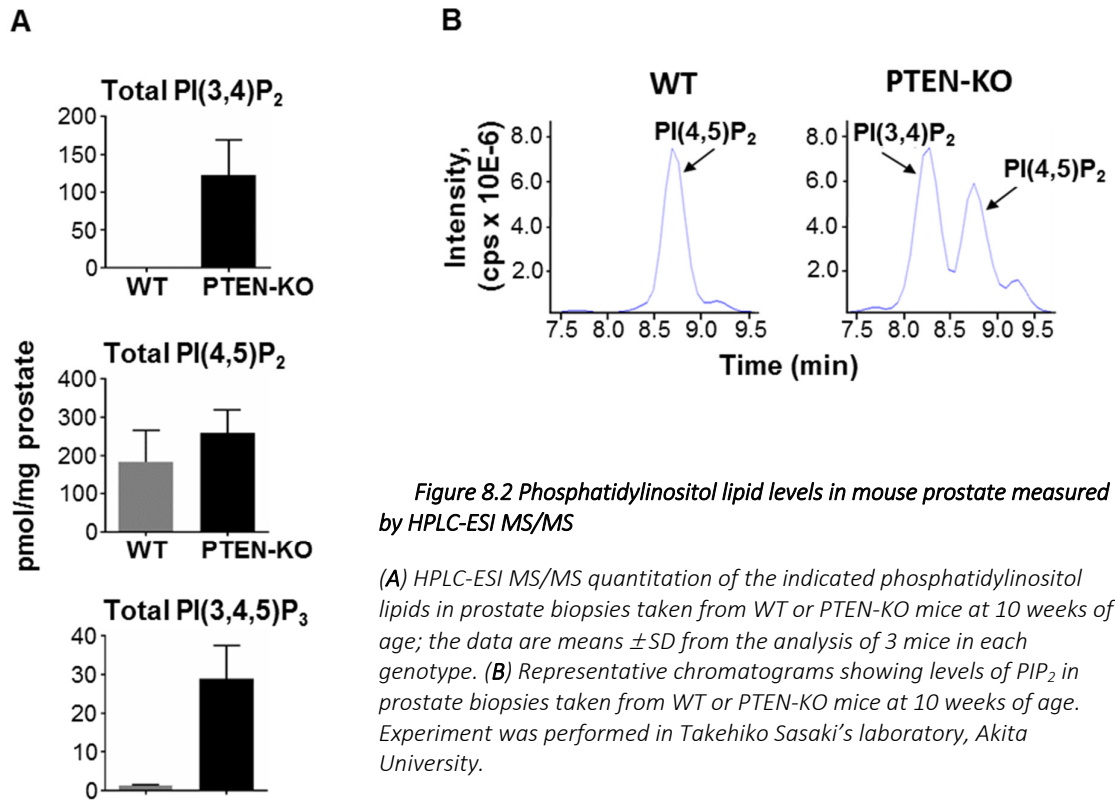 A
Total PI(3,4)P2
200
150
100
50
0
WT PTEN-KO
Total PI(4,5)P2
400
300
200
100
0
WT PTEN-KO
Total PI(3,4,5)P3
40
30
20
10
0
pmol/mg prostate
B
WT
PI(4,5)P2
8.0
6.0
4.0
2.0
7.5 8.0 8.5 9.0 9.5
PTEN-KO
PI(3,4)P2
PI(4,5)P2
8.0
6.0
4.0
2.0
7.5 8.0 8.5 9.0 9.5
Intensity,
(cps x 10E-6)
Time (min)
Figure 8.2 Phosphatidylinositol lipid levels in mouse prostate measured
by HPLC-ESI MS/MS
(A) HPLC-ESI MS/MS quantitation of the indicated phosphatidylinositol
lipids in prostate biopsies taken from WT or PTEN-KO mice at 10 weeks of
age; the data are means ±SD from the analysis of 3 mice in each
genotype. (B) Representative chromatograms showing levels of PIP2 in
prostate biopsies taken from WT or PTEN-KO mice at 10 weeks of age.
Experiment was performed in Takehiko Sasaki’s laboratory, Akita
University.